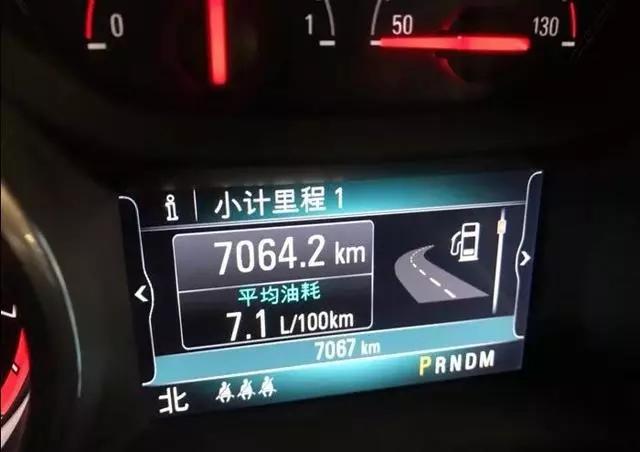 0 1 50 130
i 小计里程 1
7064.2 km
平均油耗
7.1 L/100km
7067 km
北 PRNDM